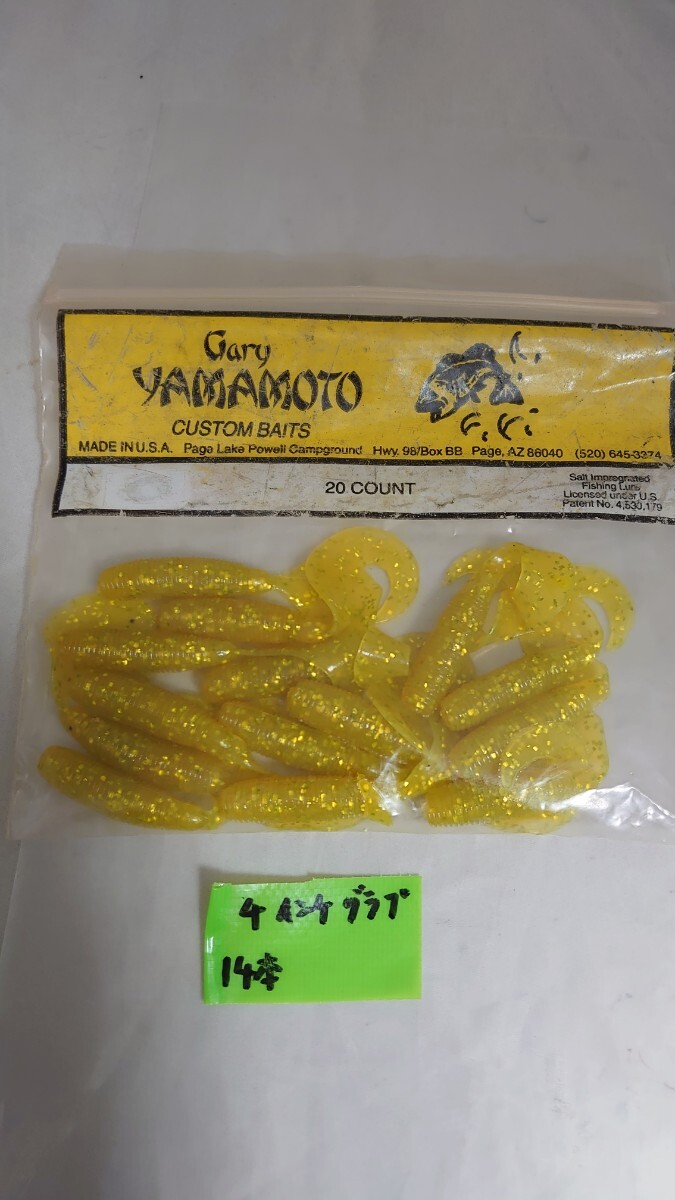 Gary
YAMAMOTO
CUSTOM BAITS
MADE IN U.S.A. Page Lake Powell Campground Hwy. 98/Box BB Page, AZ 86040 (520) 645-3274
20 COUNT
Salt Impregnated
Fishing Lure
Licensed under U.S.
Patent No. 4,530,179
4インチグラブ
14本